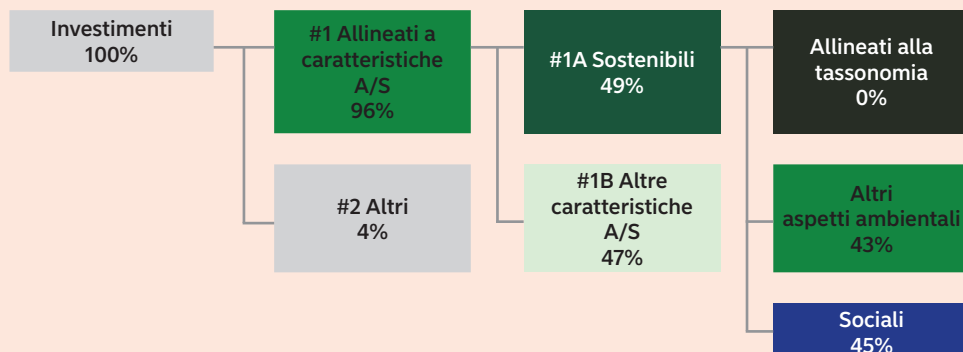 Investimenti
100%
#1 Allineati a
caratteristiche
A/S
96%
#1A Sostenibili
49%
Allineati alla
tassonomia
0%
#2 Altri
4%
#1B Altre
caratteristiche
A/S
47%
Altri
aspetti ambientali
43%
Sociali
45%